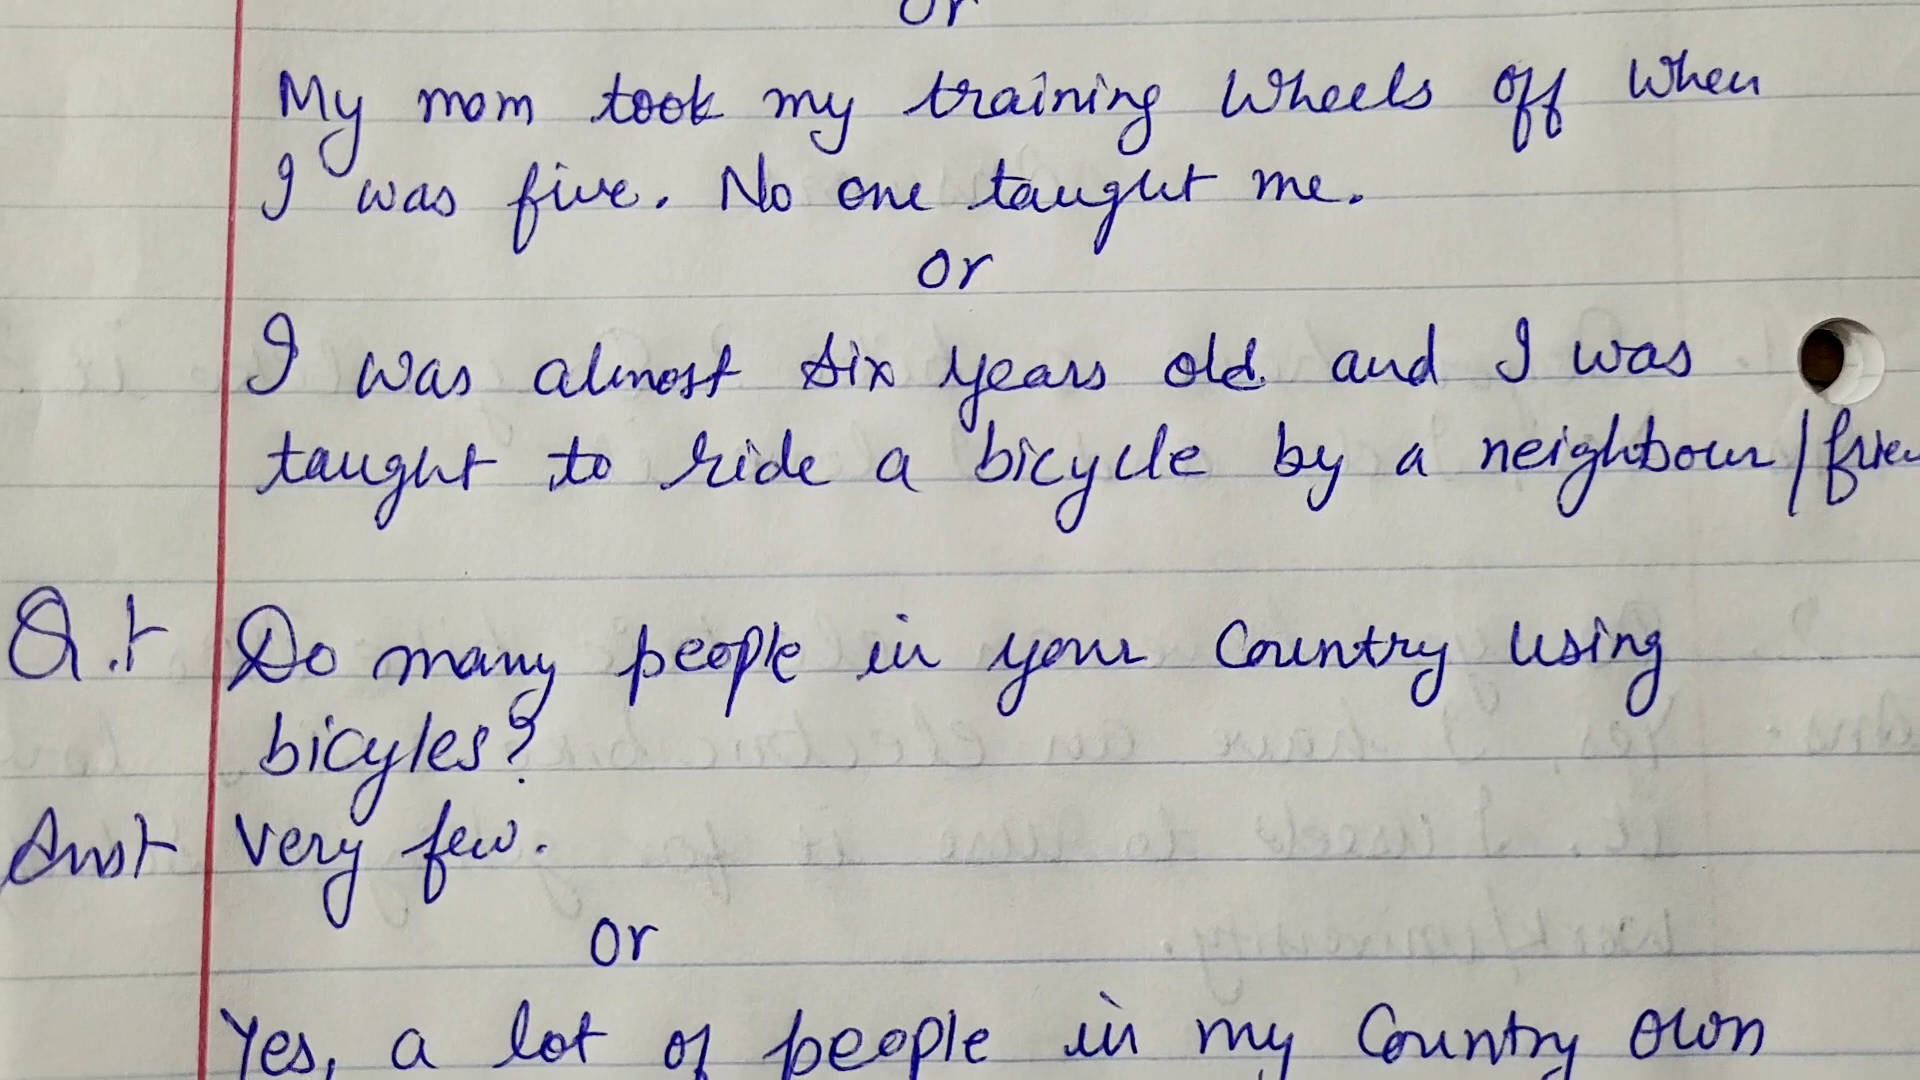 or
My mom took my training wheels off when
I was five. No one taught me.
or
I was almost six years old and I was
taught to ride a bicycle by a neighbour/
Q.+ Do many people in your Country using
bicyles?
Ans+ Very few.
or
Yes, a lot of people in my Country own